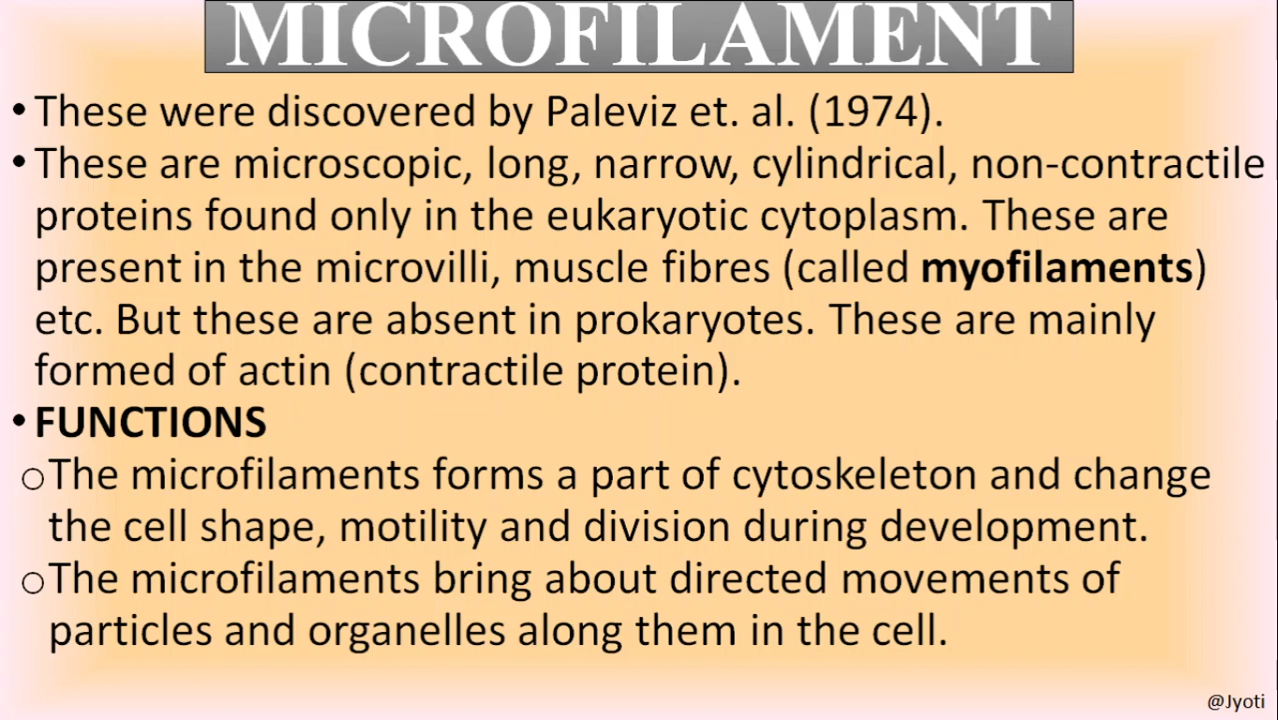 MICROFILAMENT
• These were discovered by Paleviz et. al. (1974).
• These are microscopic, long, narrow, cylindrical, non-contractile
proteins found only in the eukaryotic cytoplasm. These are
present in the microvilli, muscle fibres (called myofilaments)
etc. But these are absent in prokaryotes. These are mainly
formed of actin (contractile protein).
• FUNCTIONS
oThe microfilaments forms a part of cytoskeleton and change
the cell shape, motility and division during development.
oThe microfilaments bring about directed movements of
particles and organelles along them in the cell.
@Jyoti